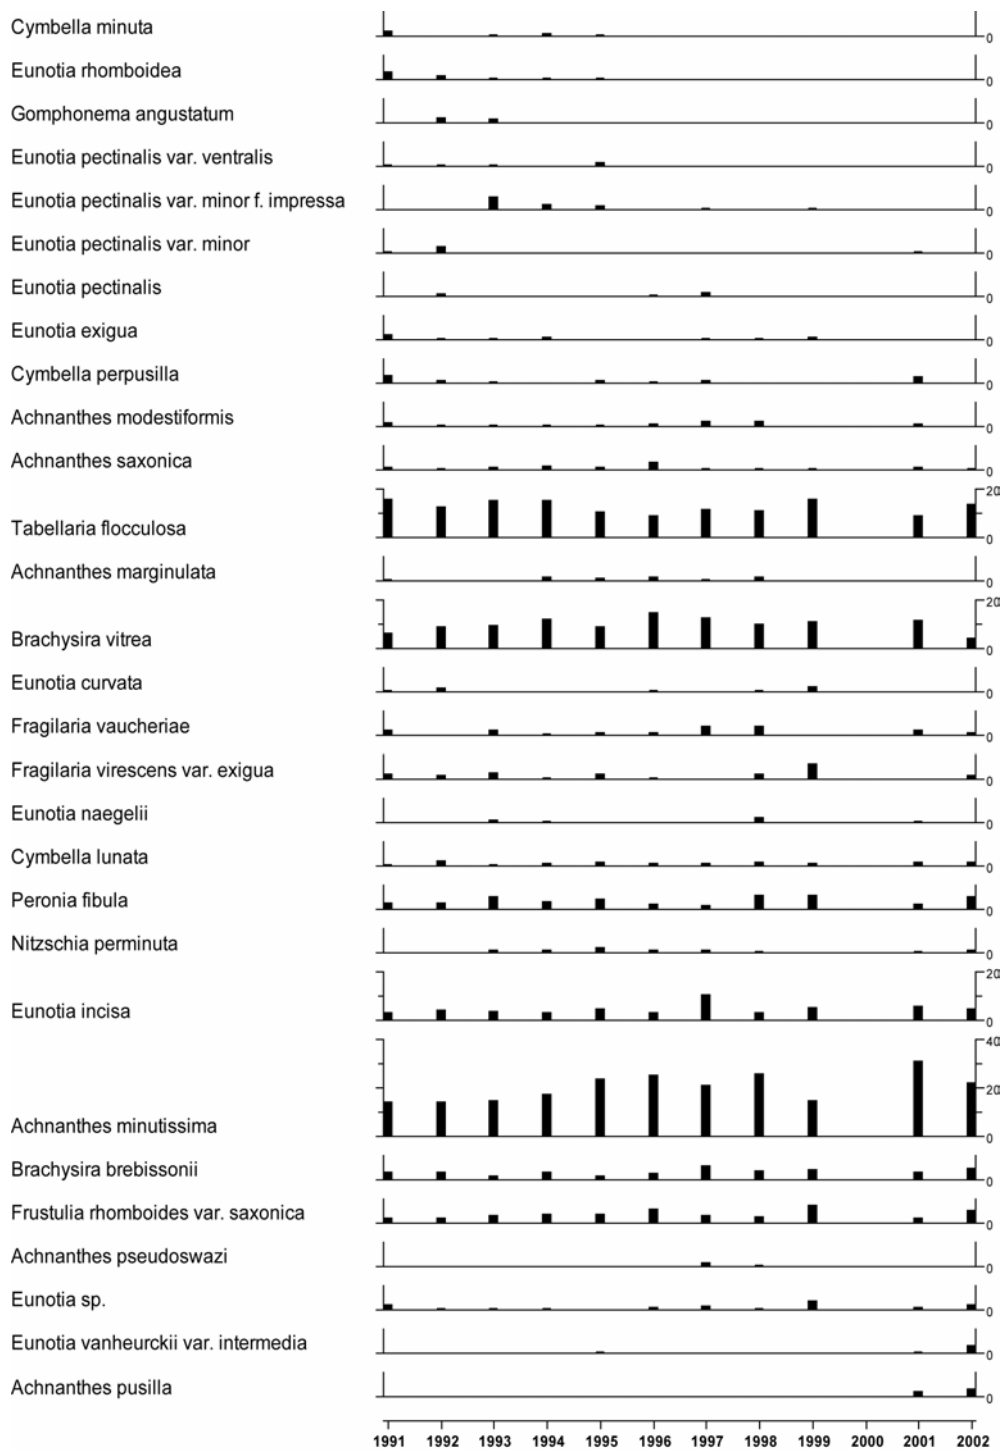 Cymbella minuta 0
Eunotia rhomboidea 0
Gomphonema angustatum 0
Eunotia pectinalis var. ventralis 0
Eunotia pectinalis var. minor f. impressa 0
Eunotia pectinalis var. minor 0
Eunotia pectinalis 0
Eunotia exigua 0
Cymbella perpusilla 0
Achnanthes modestiformis 0
Achnanthes saxonica 0
20
Tabellaria flocculosa 0
Achnanthes marginulata 0
20
Brachysira vitrea 0
Eunotia curvata 0
Fragilaria vaucheriae 0
Fragilaria virescens var. exigua 0
Eunotia naegelii 0
Cymbella lunata 0
Peronia fibula 0
Nitzschia perminuta 0
20
Eunotia incisa 0
40
20
Achnanthes minutissima 0
Brachysira brebissonii 0
Frustulia rhomboides var. saxonica 0
Achnanthes pseudoswazi 0
Eunotia sp. 0
Eunotia vanheurckii var. intermedia 0
Achnanthes pusilla 0
1991 1992 1993 1994 1995 1996 1997 1998 1999 2000 2001 2002